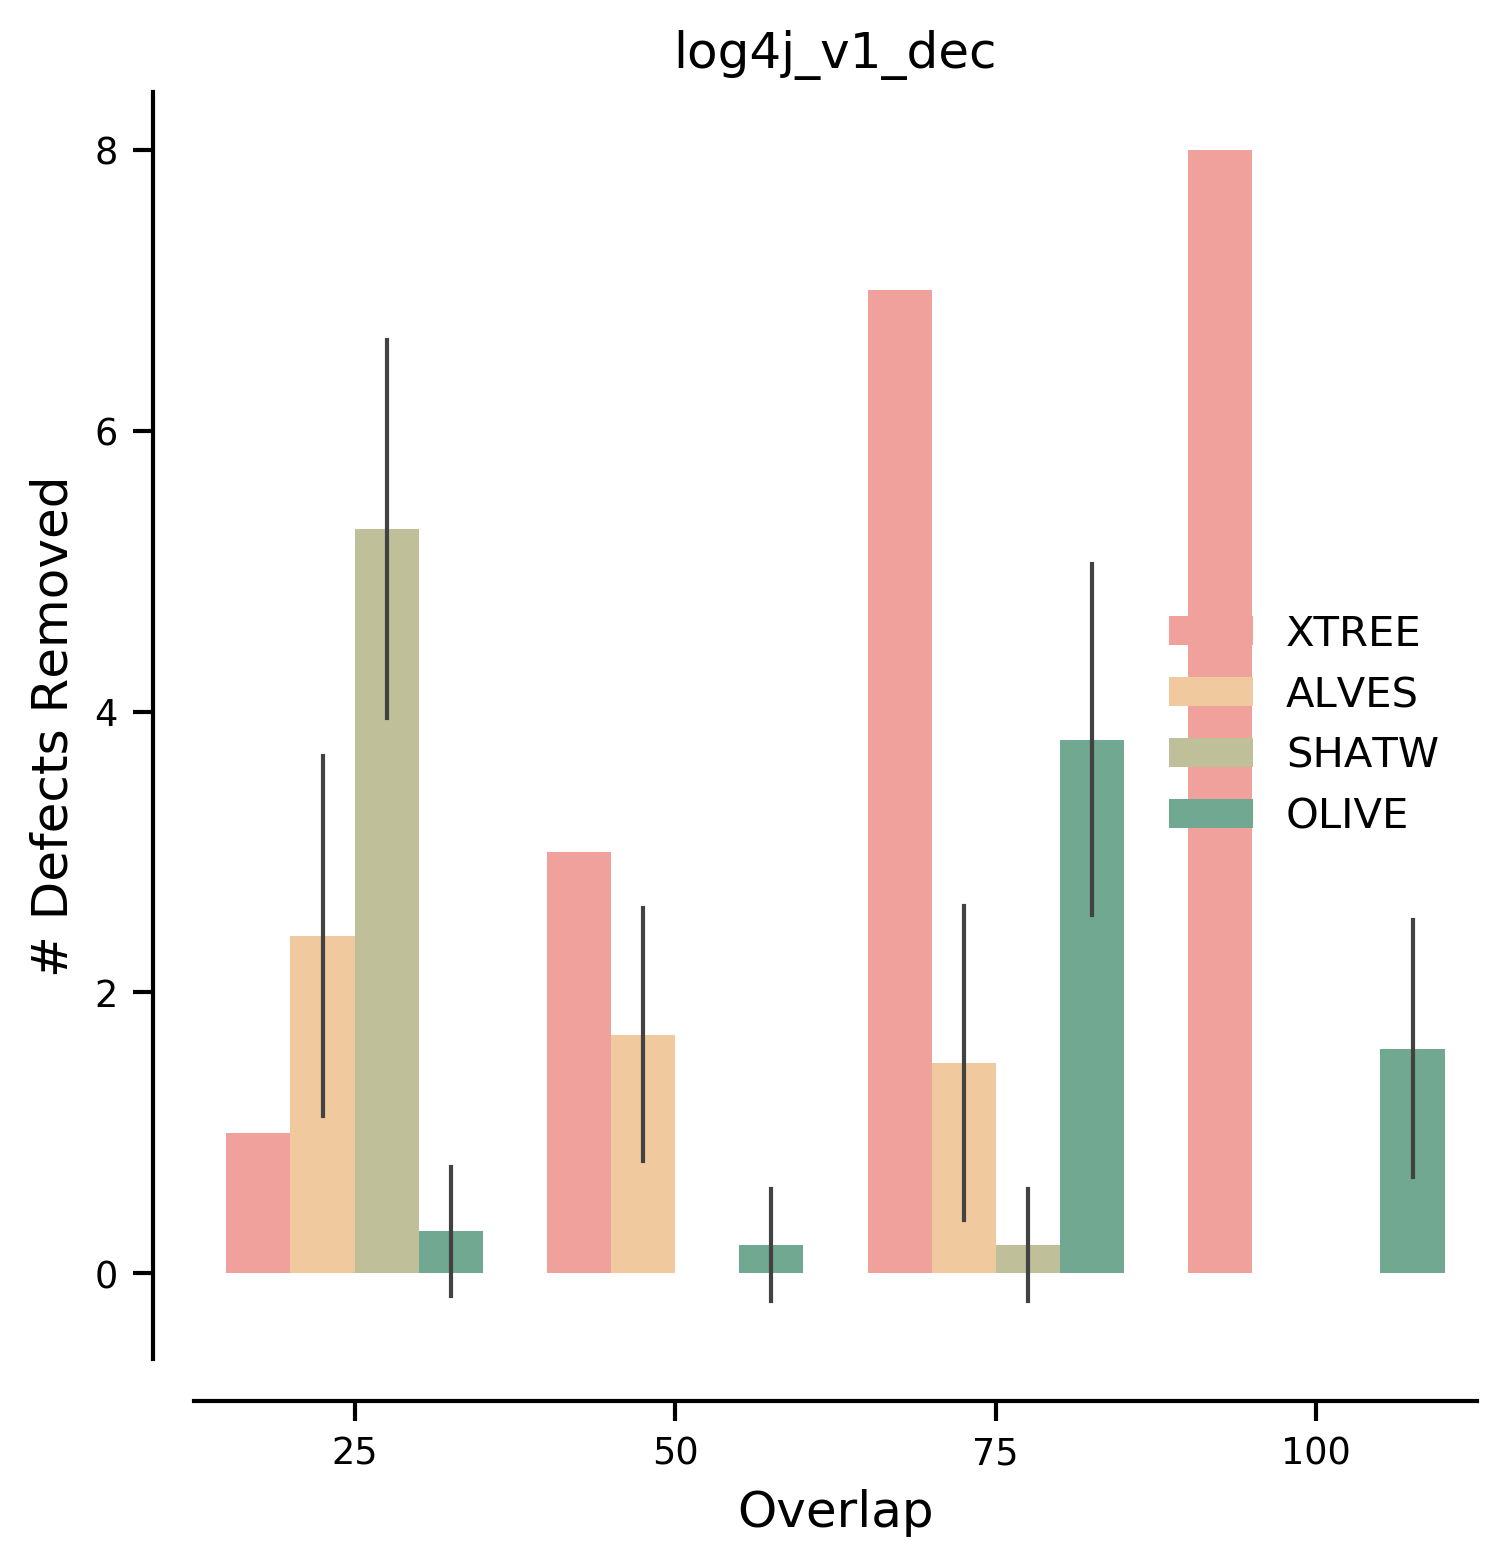 log4j_v1_dec
8
6
4
2
0
# Defects Removed
XTREE
ALVES
SHATW
OLIVE
25 50 75 100
Overlap